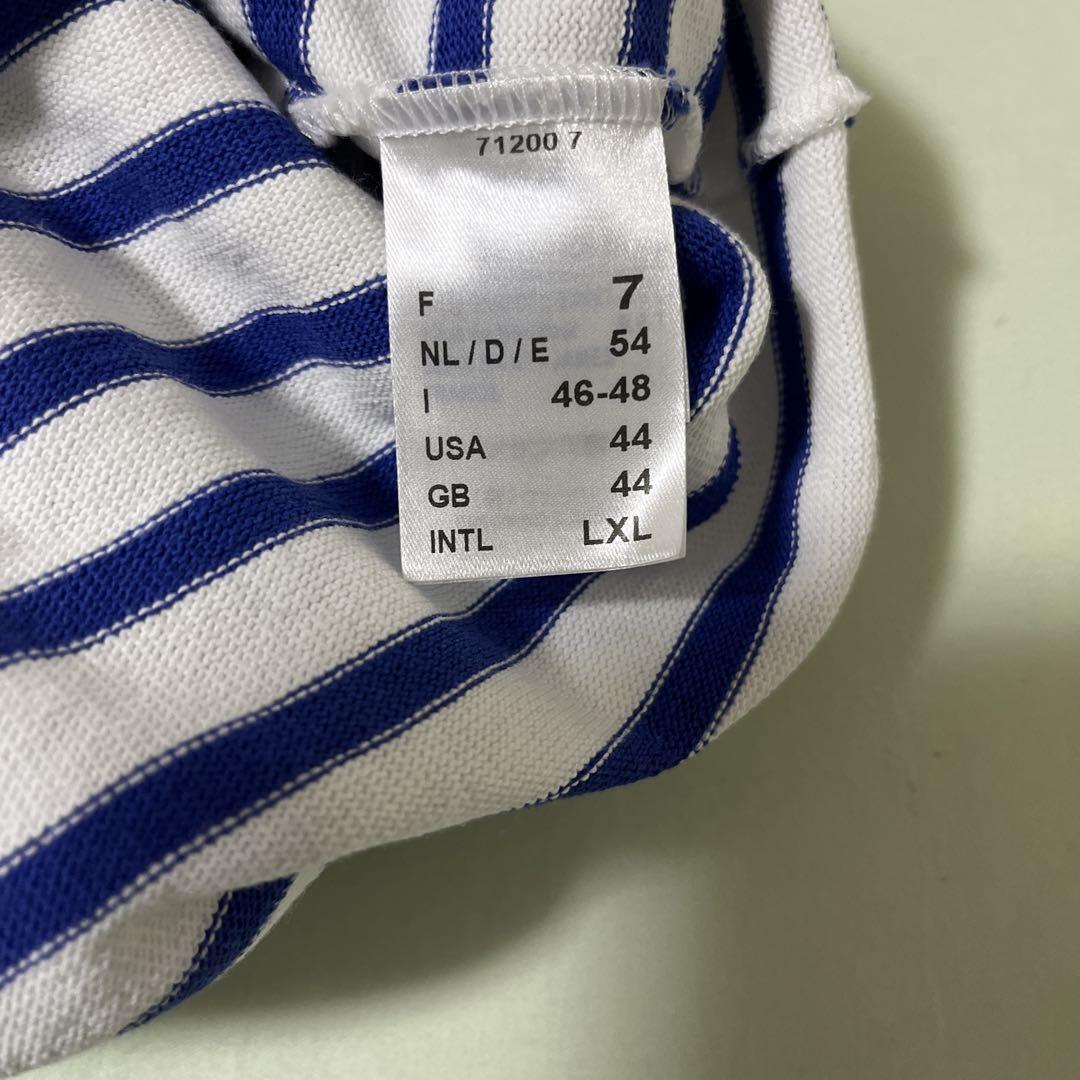 71200 7
F 7
NL / D / E 54
I 46-48
USA 44
GB 44
INTL LXL